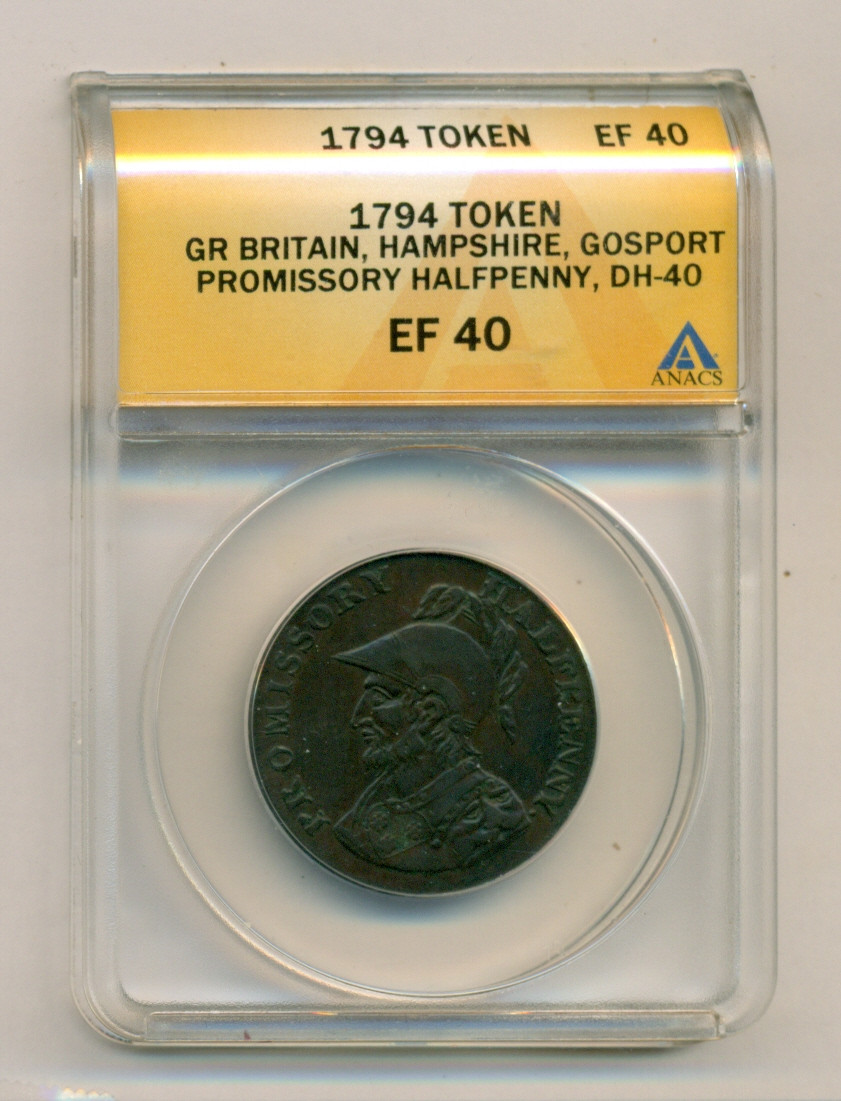 1794 TOKEN EF 40
1794 TOKEN
GR BRITAIN, HAMPSHIRE, GOSPORT
PROMISSORY HALFPENNY, DH-40
EF 40
ANACS
PROMISSORY HALFPENNY.